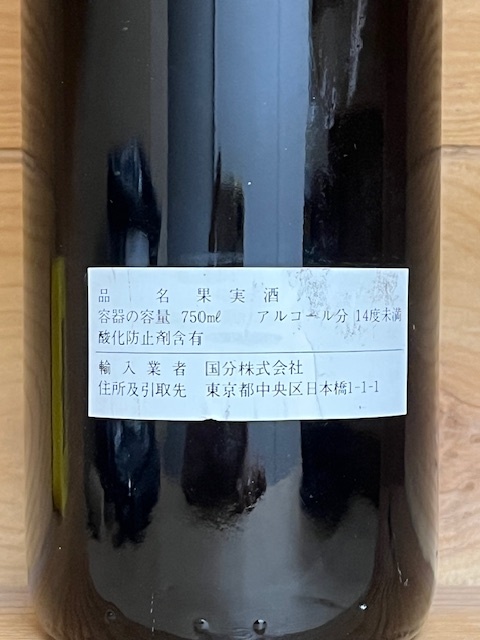 品 名 果 実 酒
容器の容量 750mℓ アルコール分 14度未満
酸化防止剤含有
輸 入 業 者 国分株式会社
住所及引取先 東京都中央区日本橋1-1-1